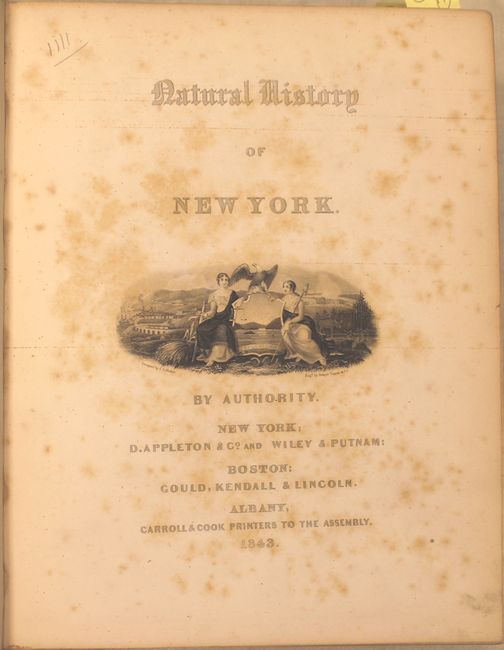 Natural History
OF
NEW YORK.
BY AUTHORITY.
NEW YORK;
D. APPLETON & Co. AND WILEY & PUTNAM:
BOSTON:
GOULD, KENDALL & LINCOLN.
ALBANY,
CARROLL & COOK PRINTERS TO THE ASSEMBLY.
1843.